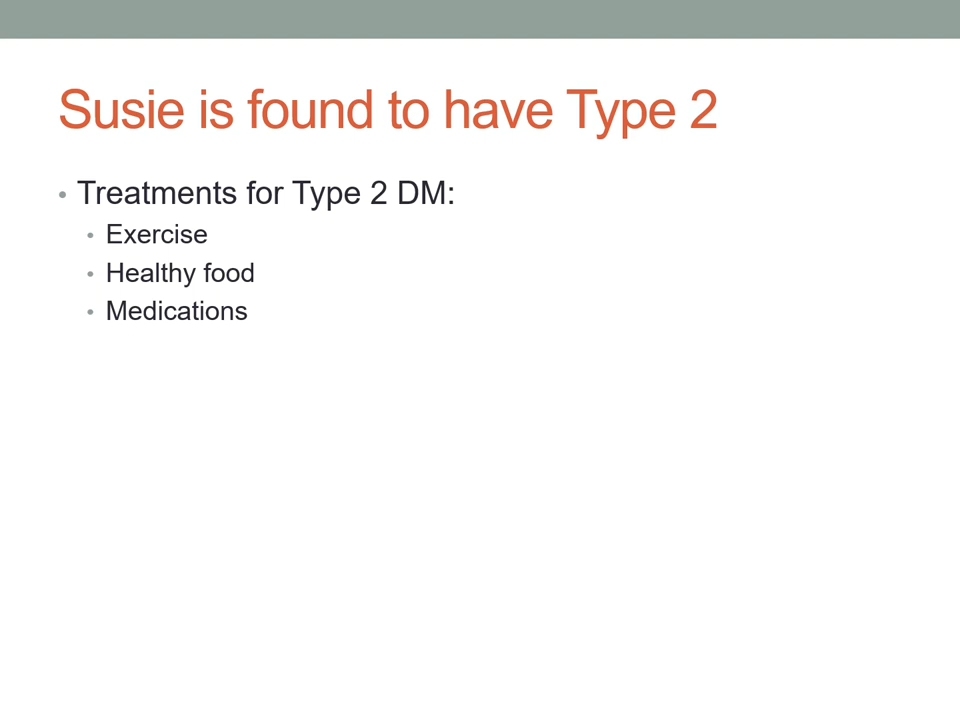 Susie is found to have Type 2
• Treatments for Type 2 DM:
• Exercise
• Healthy food
• Medications